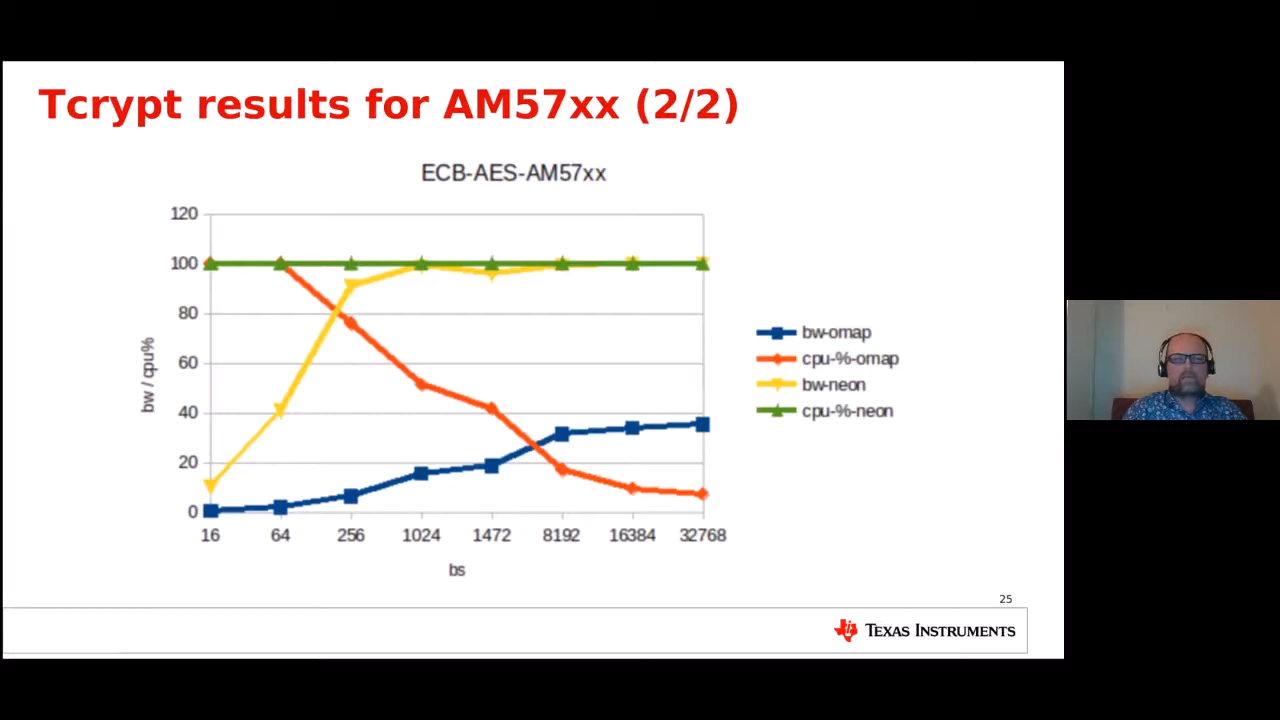 Tcrypt results for AM57xx (2/2)
ECB-AES-AM57xx
120
100
80
60
40
20
0
bw / cpu%
16 64 256 1024 1472 8192 16384 32768
bs
bw-omap
cpu-%-omap
bw-neon
cpu-%-neon
25
TEXAS INSTRUMENTS